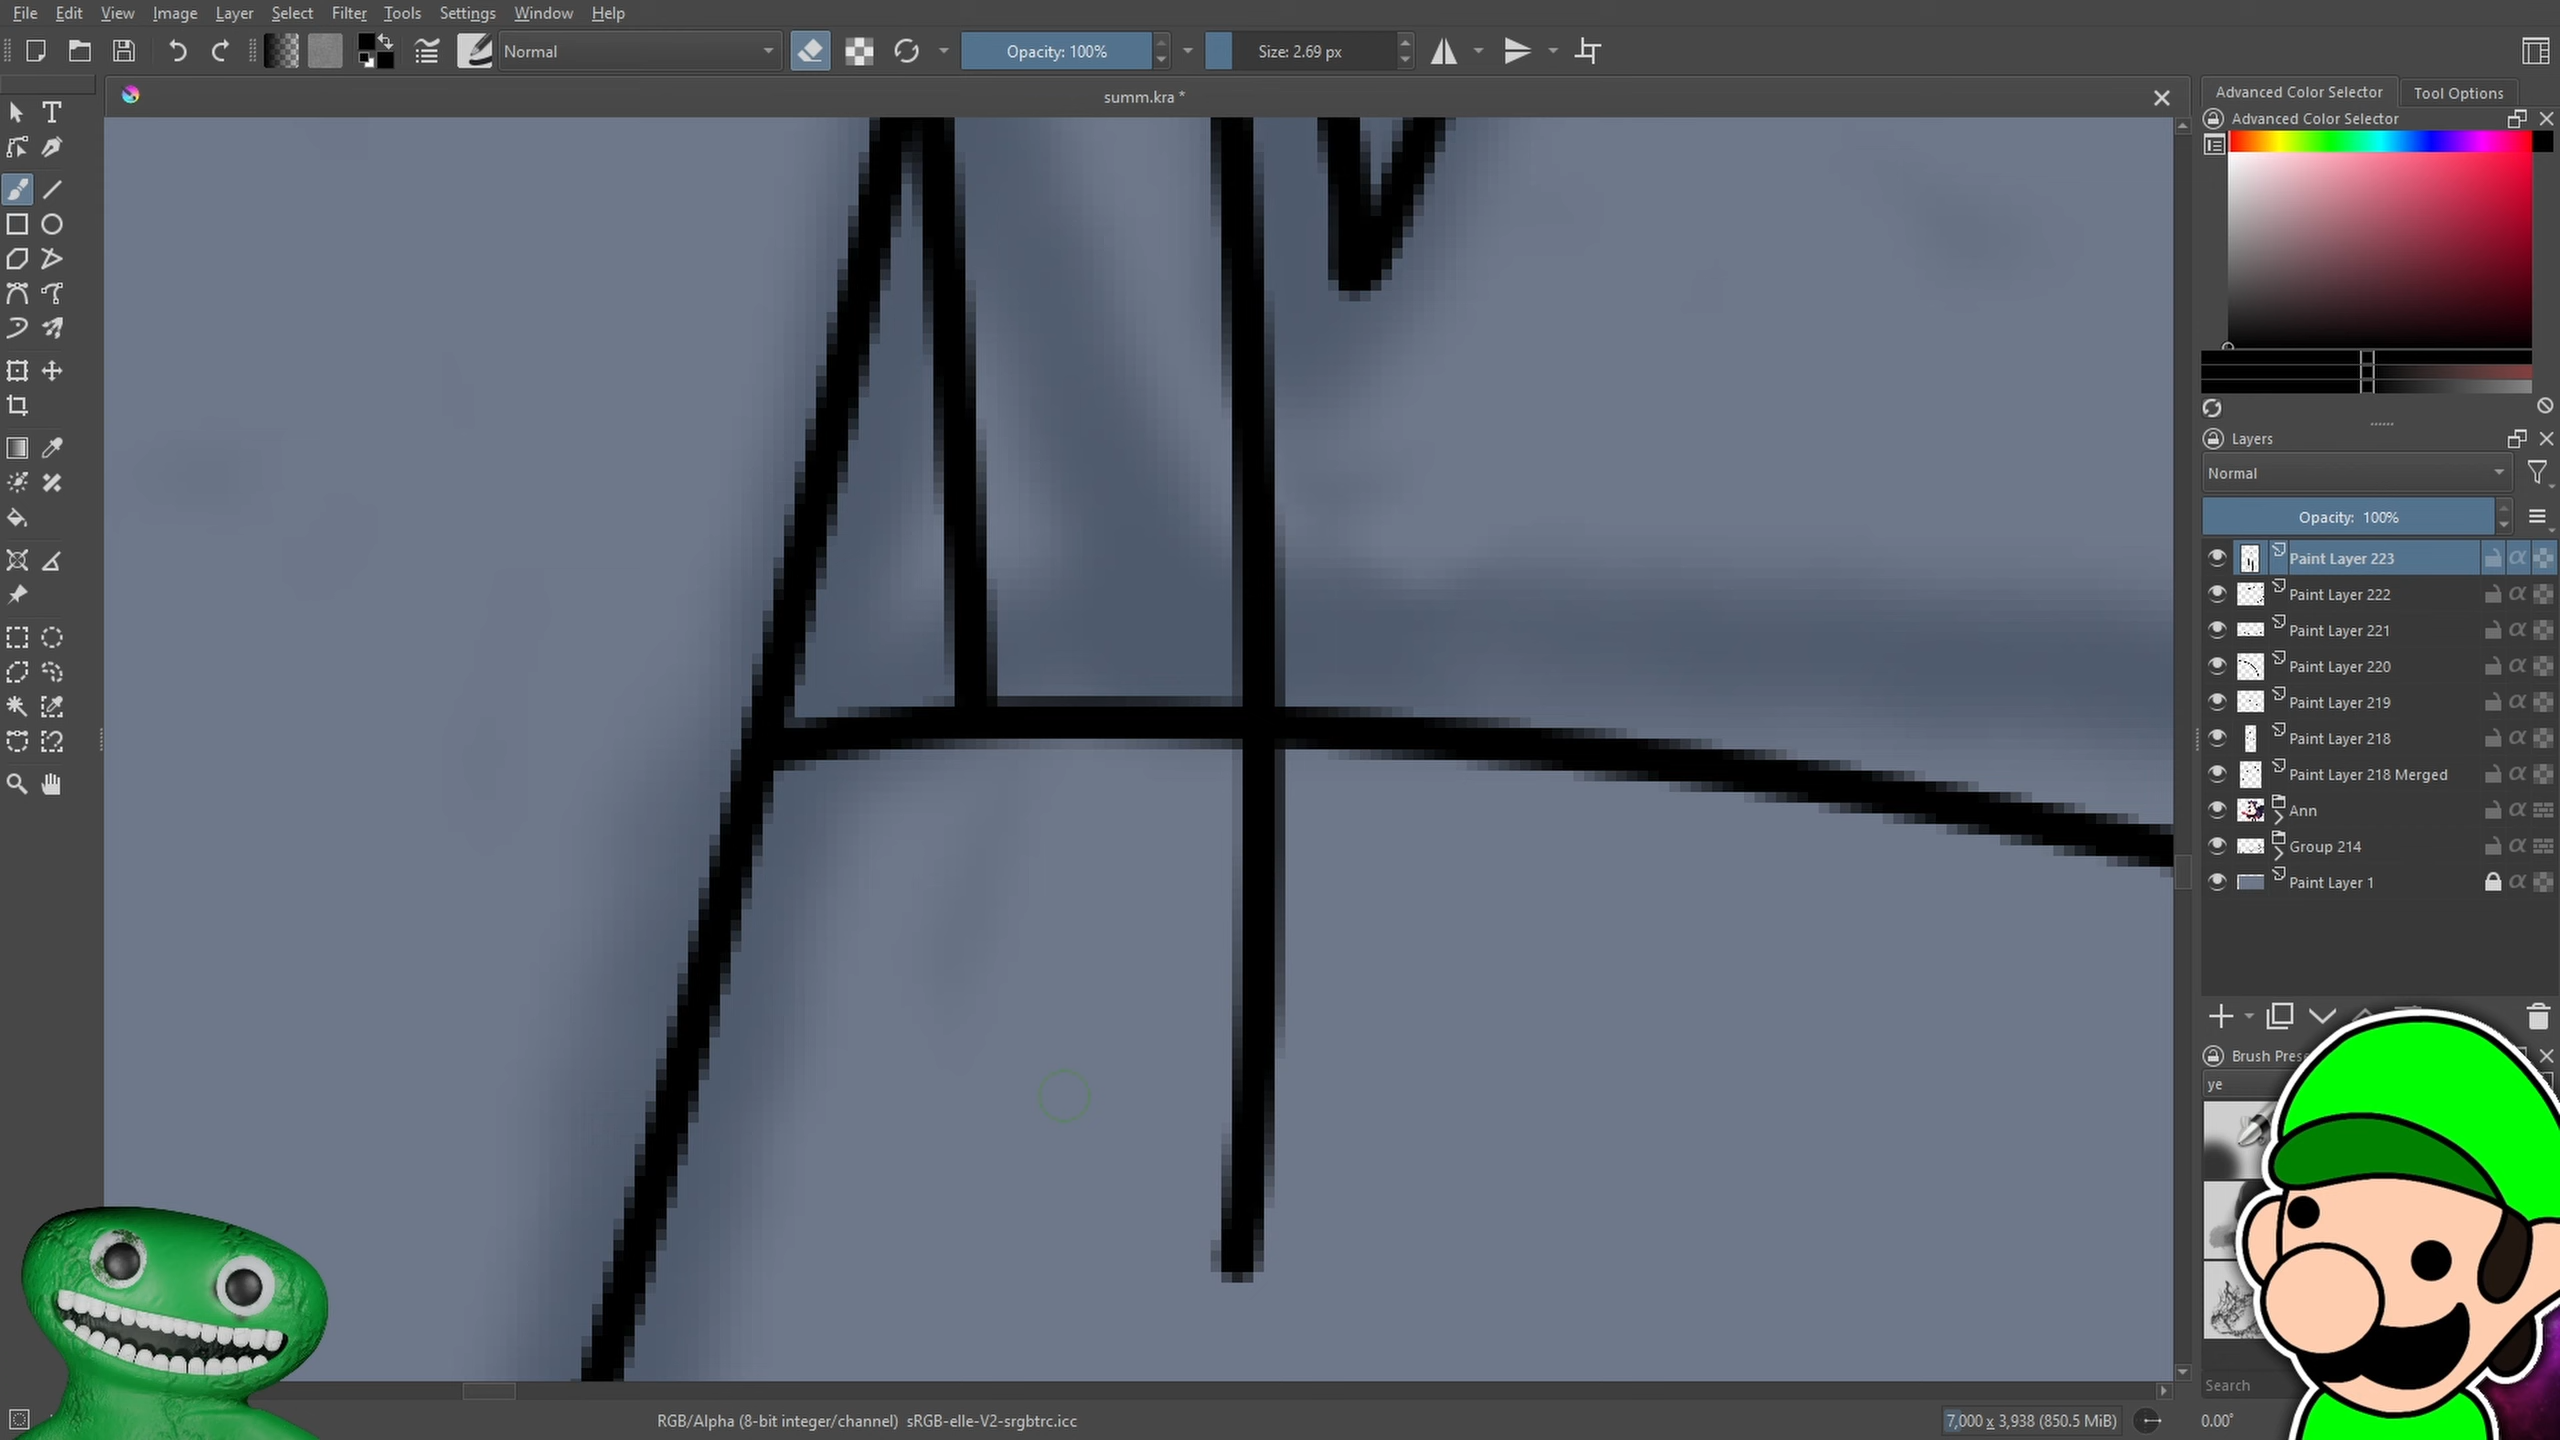 File Edit View Image Layer Select Filter Tools Settings Window Help
Normal Opacity: 100% Size: 2.69 px
summ.kra *
Advanced Color Selector Tool Options
Advanced Color Selector
Layers
Normal
Opacity: 100%
Paint Layer 223
Paint Layer 222
Paint Layer 221
Paint Layer 220
Paint Layer 219
Paint Layer 218
Paint Layer 218 Merged
Ann
Group 214
Paint Layer 1
Brush Pres
ye
Search
RGB/Alpha (8-bit integer/channel) sRGB-elle-V2-srgbtrc.icc
7,000 x 3,938 (850.5 MiB)
0.00°